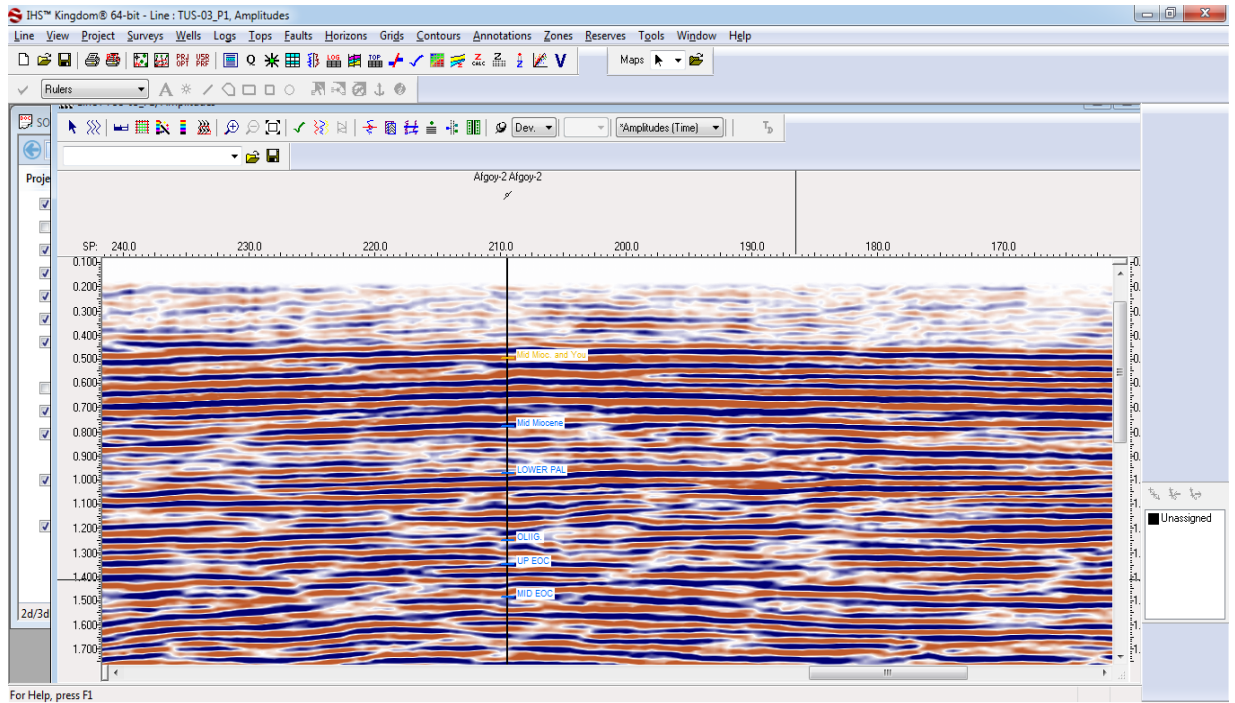 IHS™ Kingdom® 64-bit - Line : TUS-03_P1, Amplitudes
Line View Project Surveys Wells Logs Tops Faults Horizons Grids Contours Annotations Zones Reserves Tools Window Help
Maps
Rulers
SO
Dev.
*Amplitudes (Time)
Proje
Afgoy-2 Afgoy-2
SP: 240.0 230.0 220.0 210.0 200.0 190.0 180.0 170.0
0.100
0.200
0.300
0.400
0.500
Mid Mioc. and You
0.600
0.700
Mid Miocene
0.800
0.900
LOWER PAL
1.000
1.100
1.200
OLIIG.
1.300
UP EOC
1.400
MID EOC
1.500
1.600
1.700
Unassigned
2d/3d
For Help, press F1